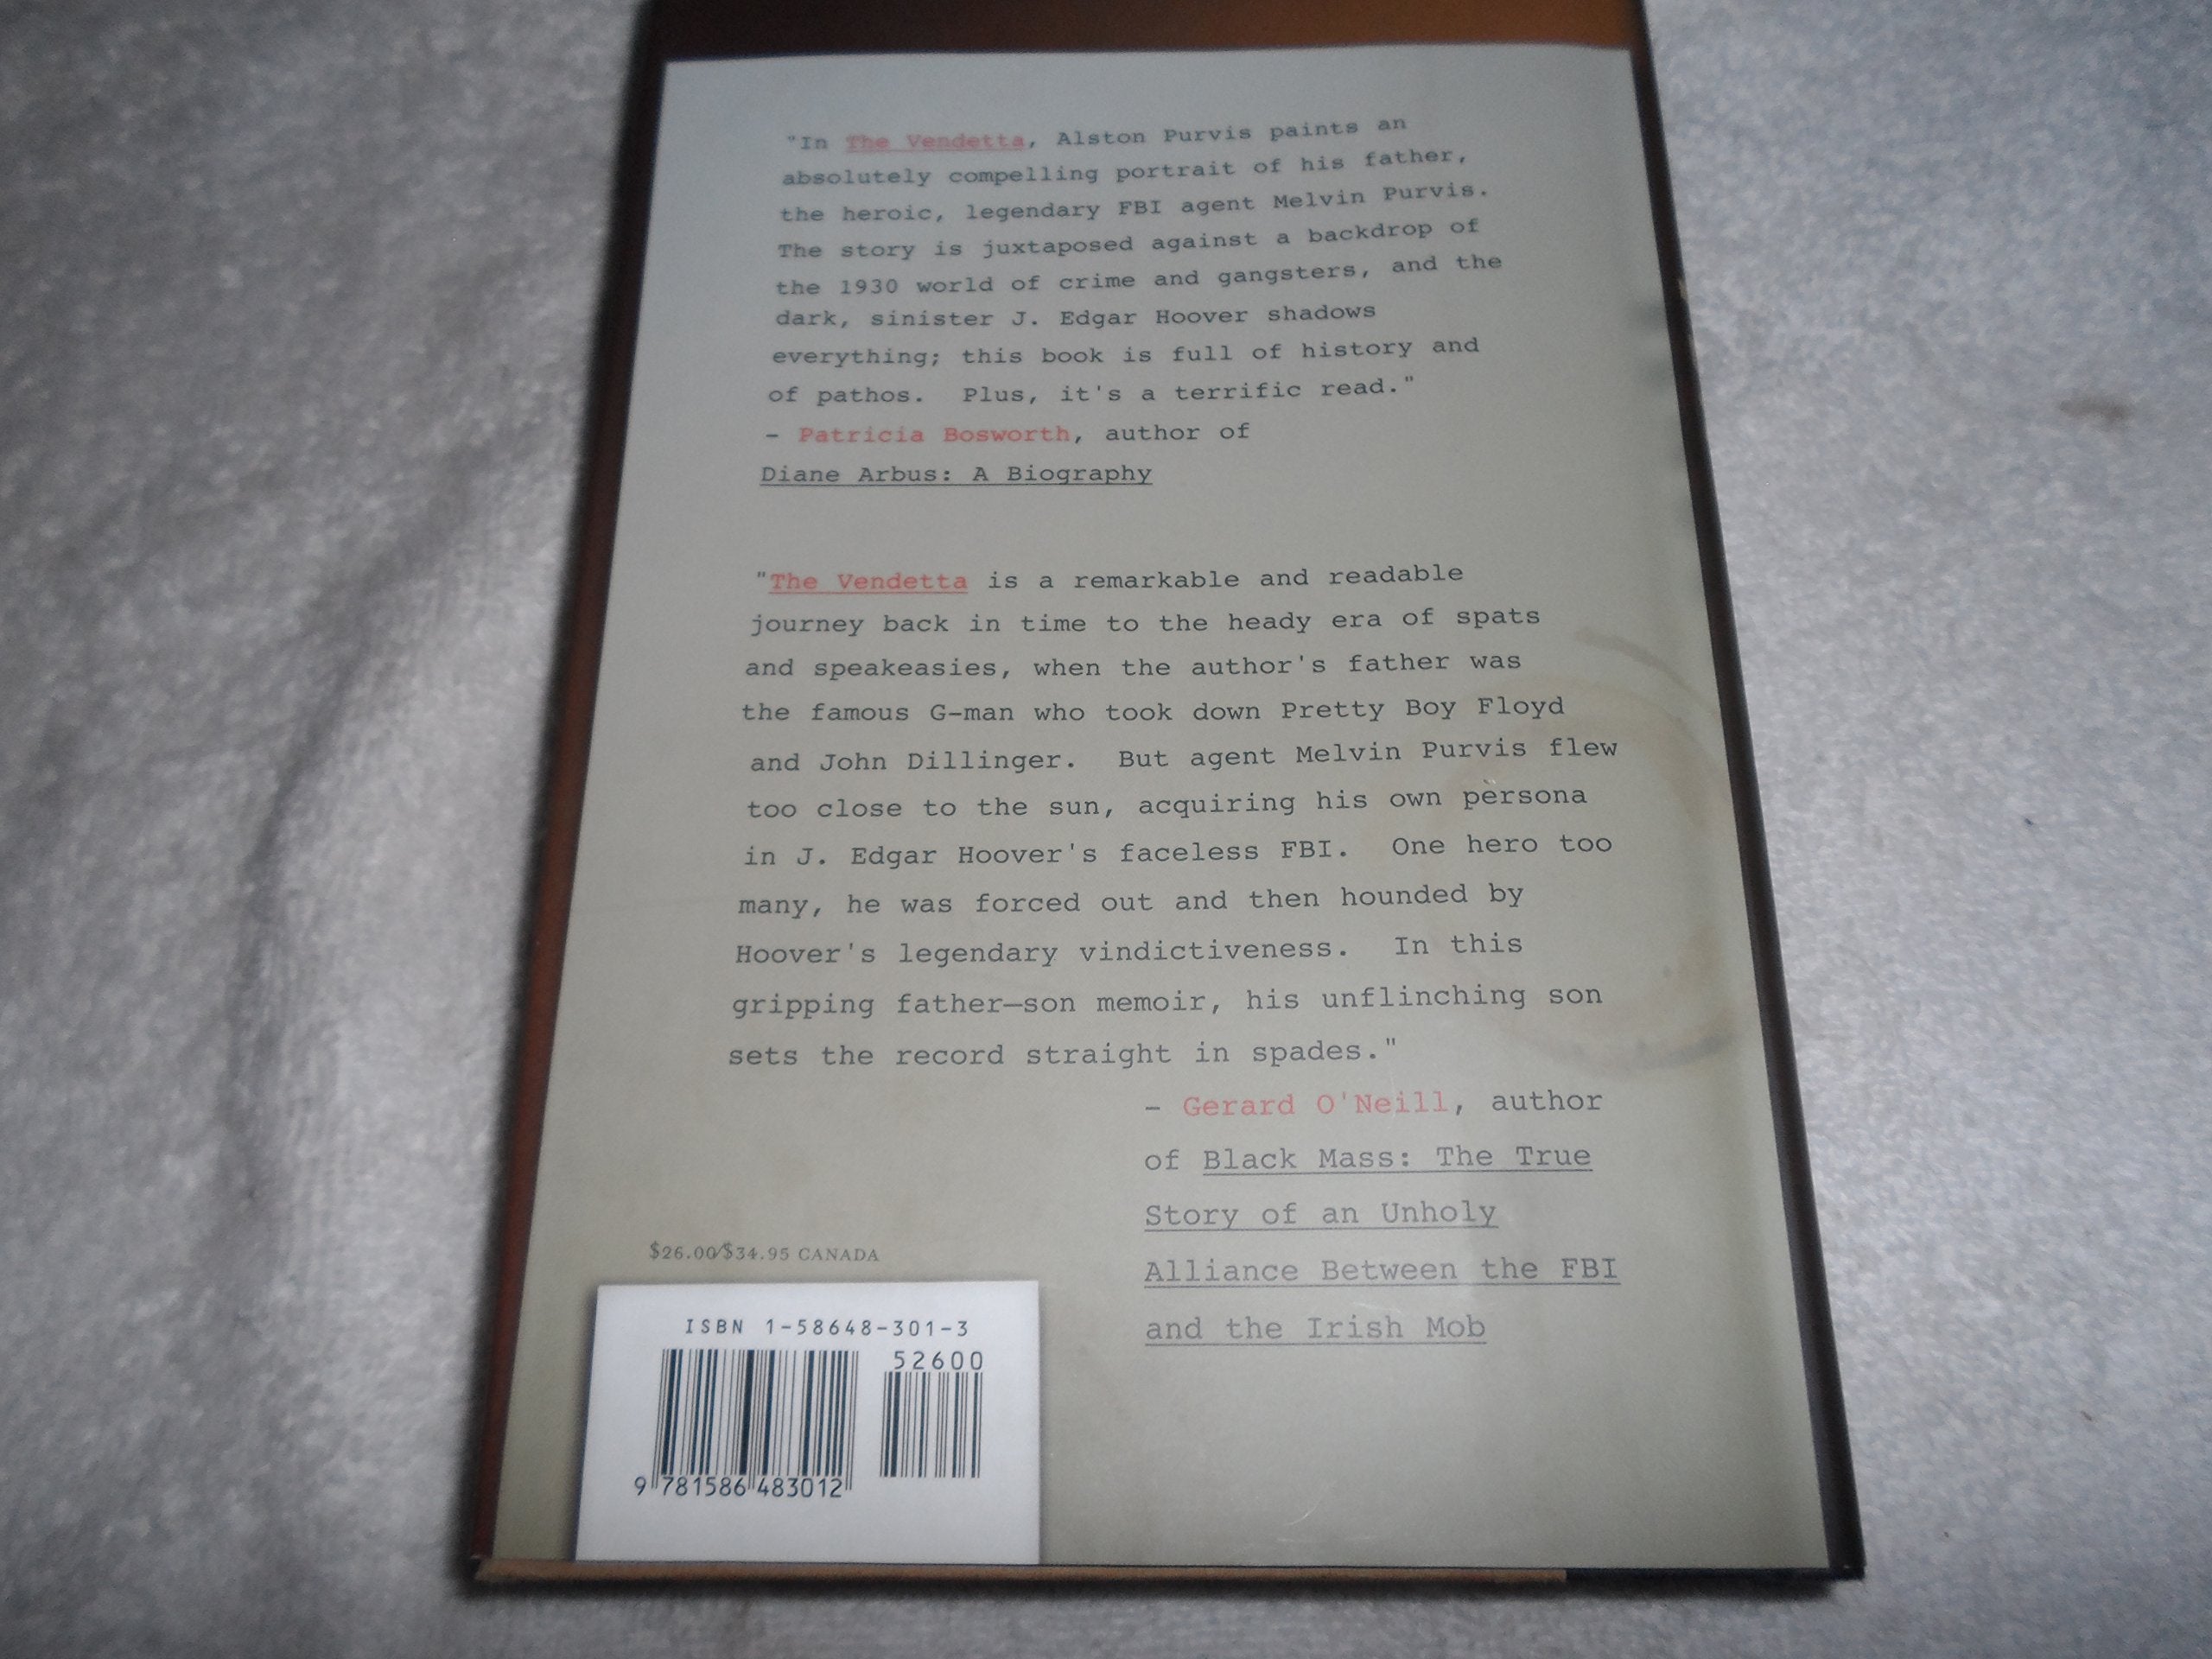 "In The Vendetta, Alston Purvis paints an
absolutely compelling portrait of his father,
the heroic, legendary FBI agent Melvin Purvis.
The story is juxtaposed against a backdrop of
the 1930 world of crime and gangsters, and the
dark, sinister J. Edgar Hoover shadows
everything; this book is full of history and
of pathos.  Plus, it's a terrific read."
– Patricia Bosworth, author of
Diane Arbus: A Biography
"The Vendetta is a remarkable and readable
journey back in time to the heady era of spats
and speakeasies, when the author's father was
the famous G-man who took down Pretty Boy Floyd
and John Dillinger.  But agent Melvin Purvis flew
too close to the sun, acquiring his own persona
in J. Edgar Hoover's faceless FBI.  One hero too
many, he was forced out and then hounded by
Hoover's legendary vindictiveness.  In this
gripping father—son memoir, his unflinching son
sets the record straight in spades."
– Gerard O'Neill, author
of Black Mass: The True
Story of an Unholy
Alliance Between the FBI
and the Irish Mob
$26.00/$34.95 CANADA
ISBN 1-58648-301-3
52600
9 781586 483012